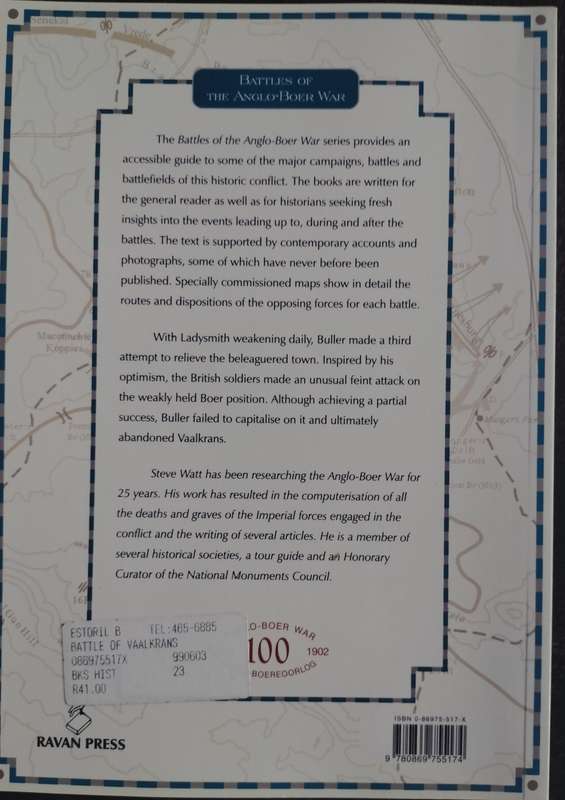 Vrede
BATTLES OF
THE ANGLO-BOER WAR
The Battles of the Anglo-Boer War series provides an
accessible guide to some of the major campaigns, battles and
battlefields of this historic conflict. The books are written for
the general reader as well as for historians seeking fresh
insights into the events leading up to, during and after the
battles. The text is supported by contemporary accounts and
photographs, some of which have never before been
published. Specially commissioned maps show in detail the
routes and dispositions of the opposing forces for each battle.
With Ladysmith weakening daily, Buller made a third
attempt to relieve the beleaguered town. Inspired by his
optimism, the British soldiers made an unusual feint attack on
the weakly held Boer position. Although achieving a partial
success, Buller failed to capitalise on it and ultimately
abandoned Vaalkrans.
Steve Watt has been researching the Anglo-Boer War for
25 years. His work has resulted in the computerisation of all
the deaths and graves of the Imperial forces engaged in the
conflict and the writing of several articles. He is a member of
several historical societies, a tour guide and an Honorary
Curator of the National Monuments Council.
ESTORIL B TEL:465-6885
BATTLE OF VAALKRANS
086975517X 990603
BKS HIST 23
R41.00
LO-BOER WAR
100 1902
BOEREOORLOG
RAVAN PRESS
ISBN 0-86975-517-X
9 780869 755174